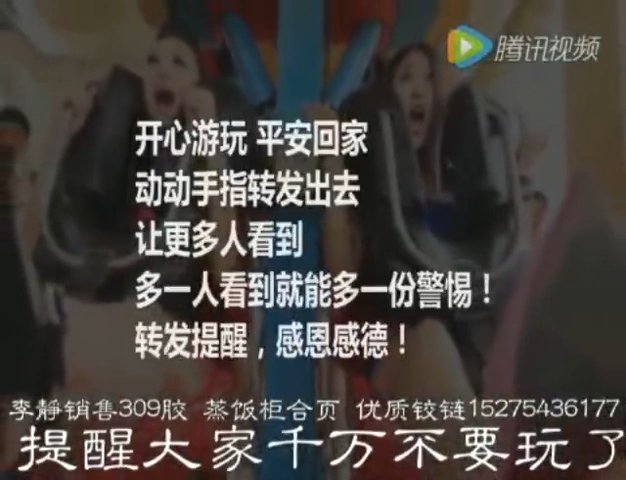 腾讯视频
开心游玩 平安回家
动动手指转发出去
让更多人看到
多一人看到就能多一份警惕！
转发提醒，感恩感德！
李静销售309胶 蒸饭柜合页 优质铰链15275436177
提醒大家千万不要玩了